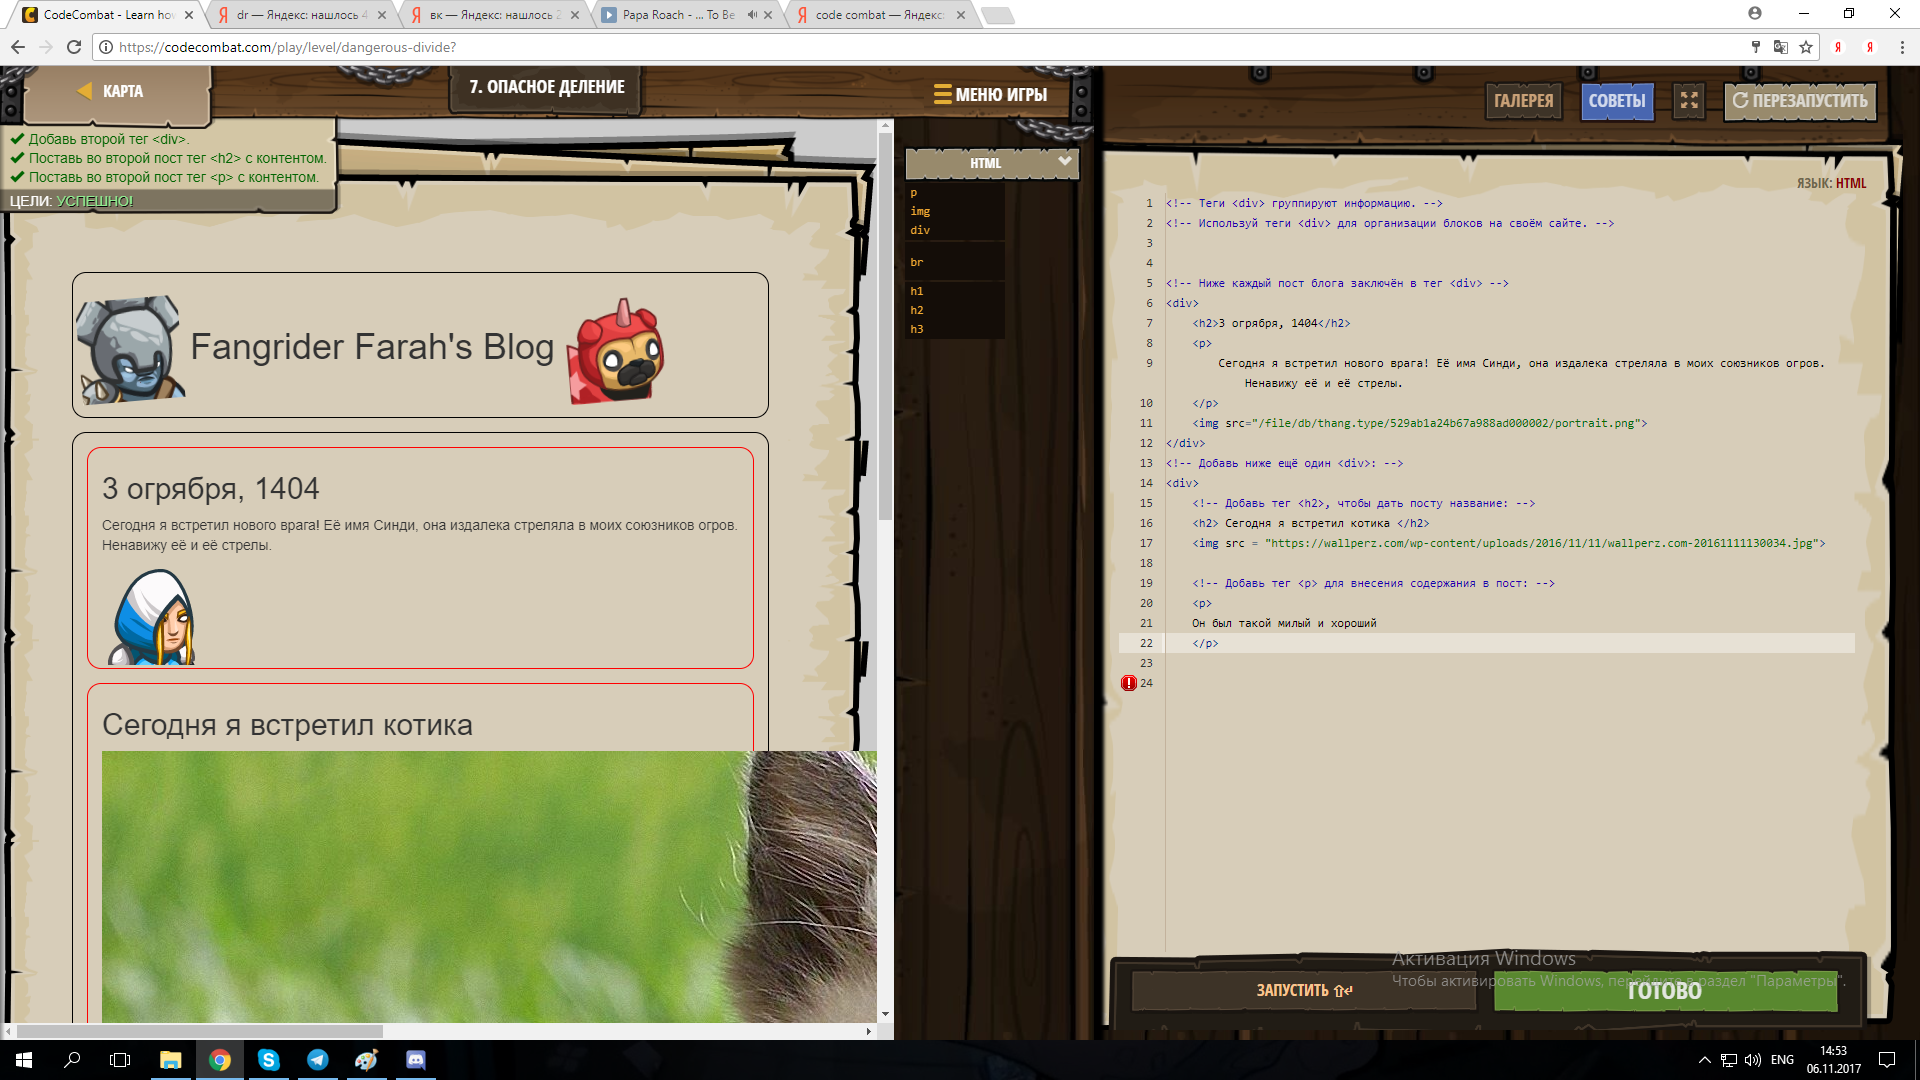 CodeCombat - Learn how
dr — Яндекс: нашлось 4
вк — Яндекс: нашлось 2
Papa Roach - ... To Be
code combat — Яндекс:
https://codecombat.com/play/level/dangerous-divide?
КАРТА
7. ОПАСНОЕ ДЕЛЕНИЕ
МЕНЮ ИГРЫ
ГАЛЕРЕЯ
СОВЕТЫ
ПЕРЕЗАПУСТИТЬ
Добавь второй тег <div>.
Поставь во второй пост тег <h2> с контентом.
Поставь во второй пост тег <p> с контентом.
ЦЕЛИ: УСПЕШНО!
Fangrider Farah's Blog
3 огрября, 1404
Сегодня я встретил нового врага! Её имя Синди, она издалека стреляла в моих союзников огров.
Ненавижу её и её стрелы.
Сегодня я встретил котика
HTML
p
img
div
br
h1
h2
h3
ЯЗЫК: HTML
1 <!-- Теги <div> группируют информацию. -->
2 <!-- Используй теги <div> для организации блоков на своём сайте. -->
3
4
5 <!-- Ниже каждый пост блога заключён в тег <div> -->
6 <div>
7 <h2>3 огрября, 1404</h2>
8 <p>
9 Сегодня я встретил нового врага! Её имя Синди, она издалека стреляла в моих союзников огров.
Ненавижу её и её стрелы.
10 </p>
11 <img src="/file/db/thang.type/529ab1a24b67a988ad000002/portrait.png">
12 </div>
13 <!-- Добавь ниже ещё один <div>: -->
14 <div>
15 <!-- Добавь тег <h2>, чтобы дать посту название: -->
16 <h2> Сегодня я встретил котика </h2>
17 <img src = "https://wallperz.com/wp-content/uploads/2016/11/11/wallperz.com-20161111130034.jpg">
18
19 <!-- Добавь тег <p> для внесения содержания в пост: -->
20 <p>
21 Он был такой милый и хороший
22 </p>
23
24
ЗАПУСТИТЬ
ГОТОВО
Активация Windows
Чтобы активировать Windows, перейдите в раздел "Параметры".
ENG
14:53
06.11.2017